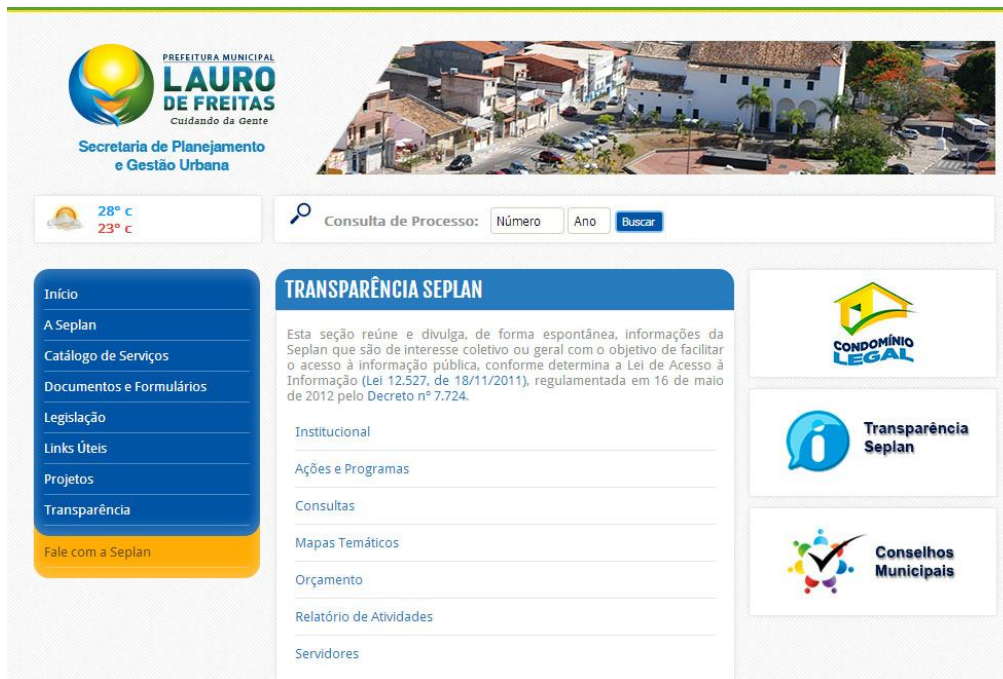 PREFEITURA MUNICIPAL
LAURO
DE FREITAS
Cuidando da Gente
Secretaria de Planejamento
e Gestão Urbana
28° c
23° c
Consulta de Processo: Número Ano Buscar
Início
A Seplan
Catálogo de Serviços
Documentos e Formulários
Legislação
Links Úteis
Projetos
Transparência
Fale com a Seplan
TRANSPARÊNCIA SEPLAN
Esta seção reúne e divulga, de forma espontânea, informações da
Seplan que são de interesse coletivo ou geral com o objetivo de facilitar
o acesso à informação pública, conforme determina a Lei de Acesso à
Informação (Lei 12.527, de 18/11/2011), regulamentada em 16 de maio
de 2012 pelo Decreto nº 7.724.
Institucional
Ações e Programas
Consultas
Mapas Temáticos
Orçamento
Relatório de Atividades
Servidores
CONDOMÍNIO
LEGAL
Transparência
Seplan
Conselhos
Municipais